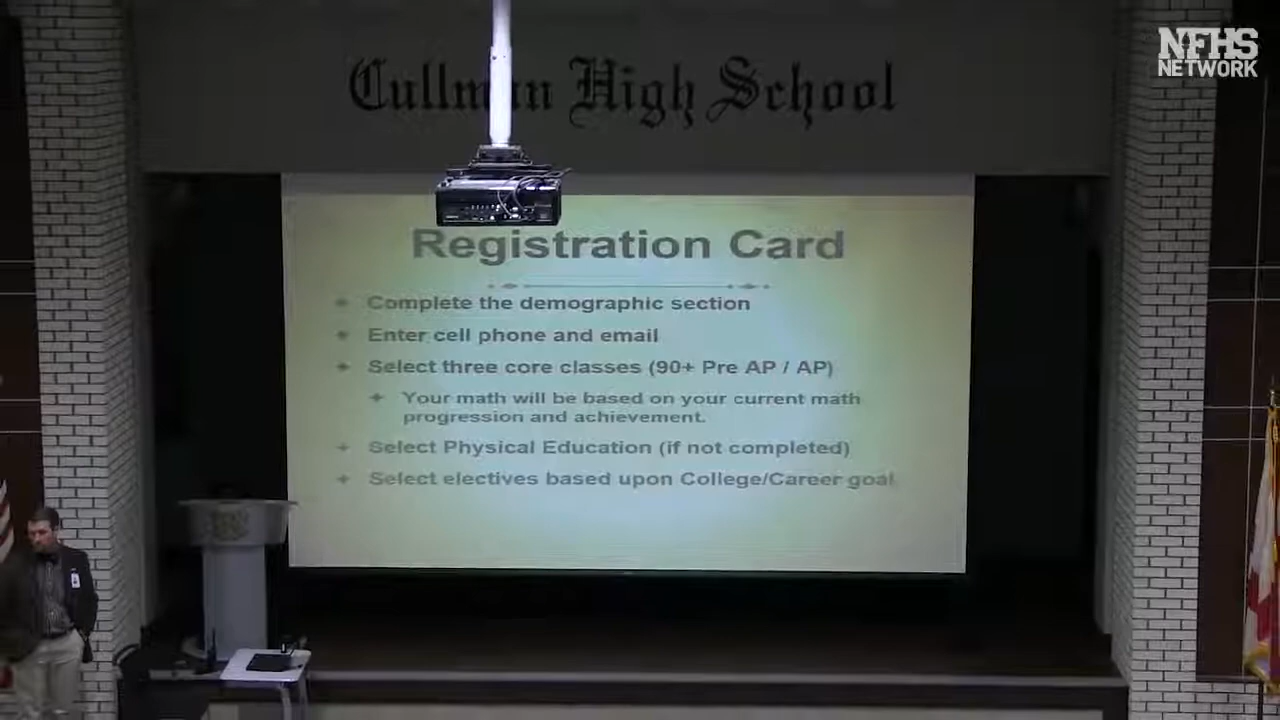 NFHS
NETWORK
Cullman High School
Registration Card
Complete the demographic section
Enter cell phone and email
Select three core classes (90+ Pre AP / AP)
Your math will be based on your current math
progression and achievement.
Select Physical Education (if not completed)
Select electives based upon College/Career goal